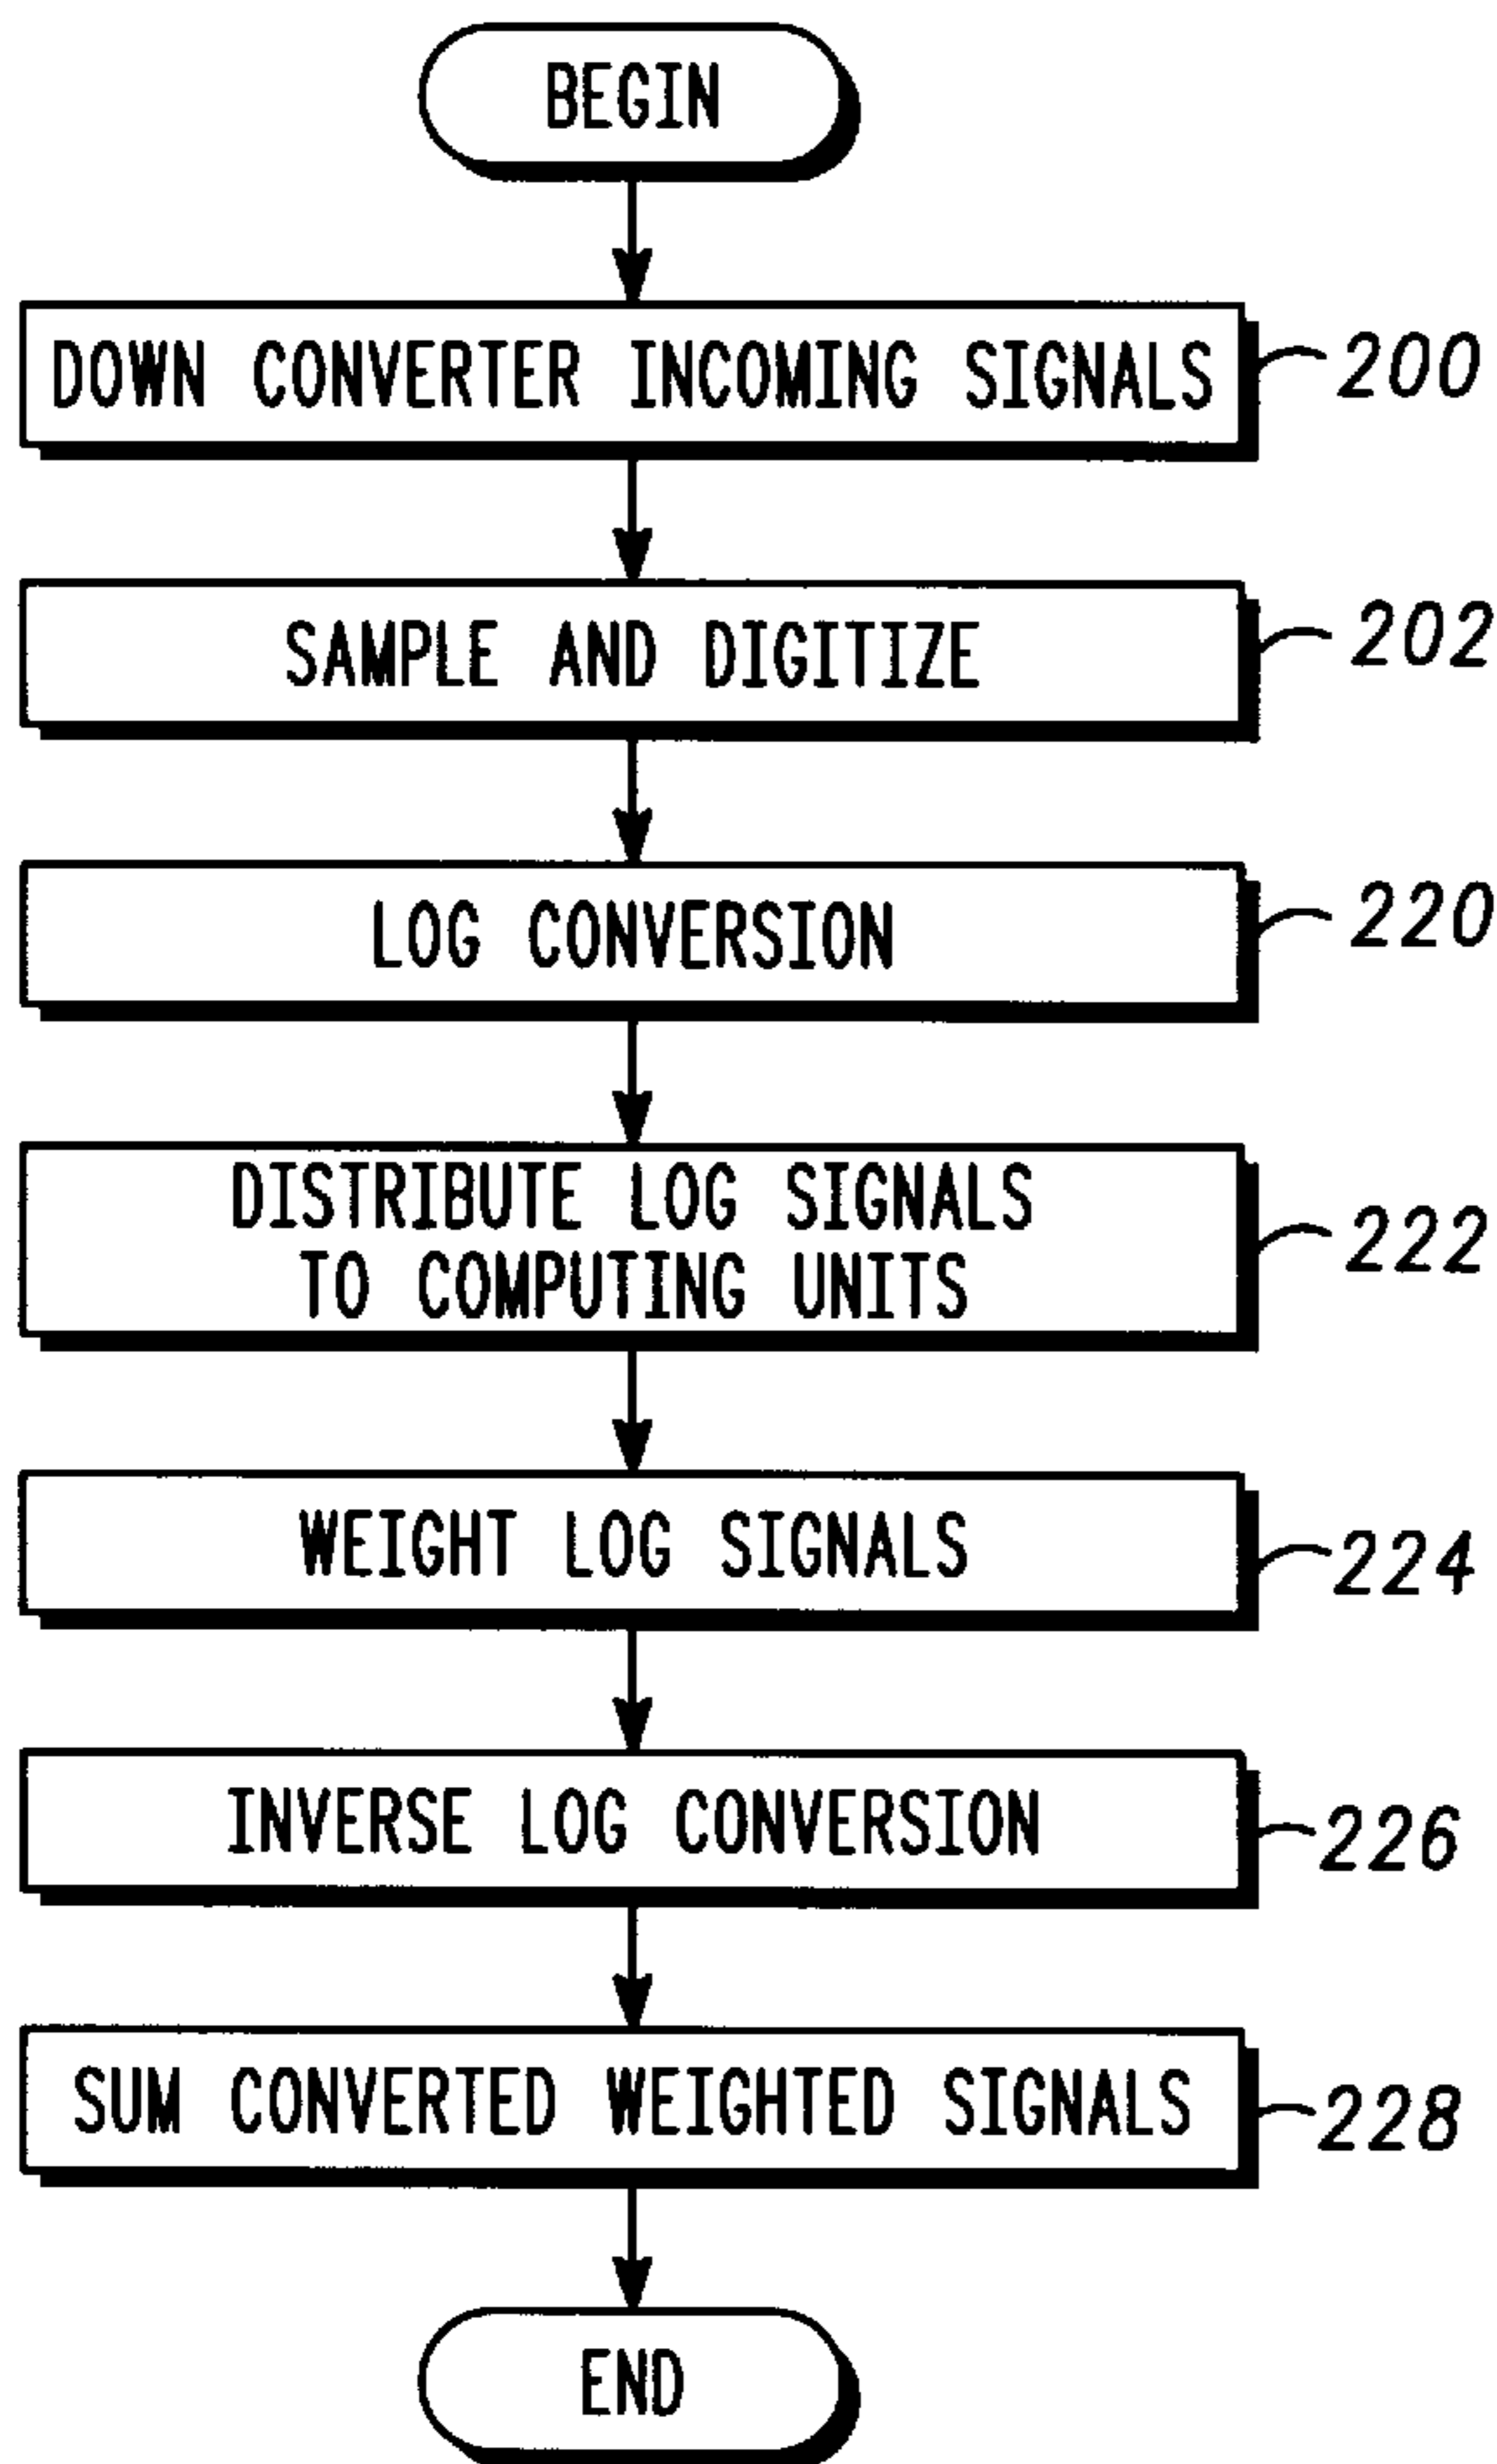 BEGIN
DOWN CONVERTER INCOMING SIGNALS 200
SAMPLE AND DIGITIZE 202
LOG CONVERSION 220
DISTRIBUTE LOG SIGNALS
TO COMPUTING UNITS 222
WEIGHT LOG SIGNALS 224
INVERSE LOG CONVERSION 226
SUM CONVERTED WEIGHTED SIGNALS 228
END